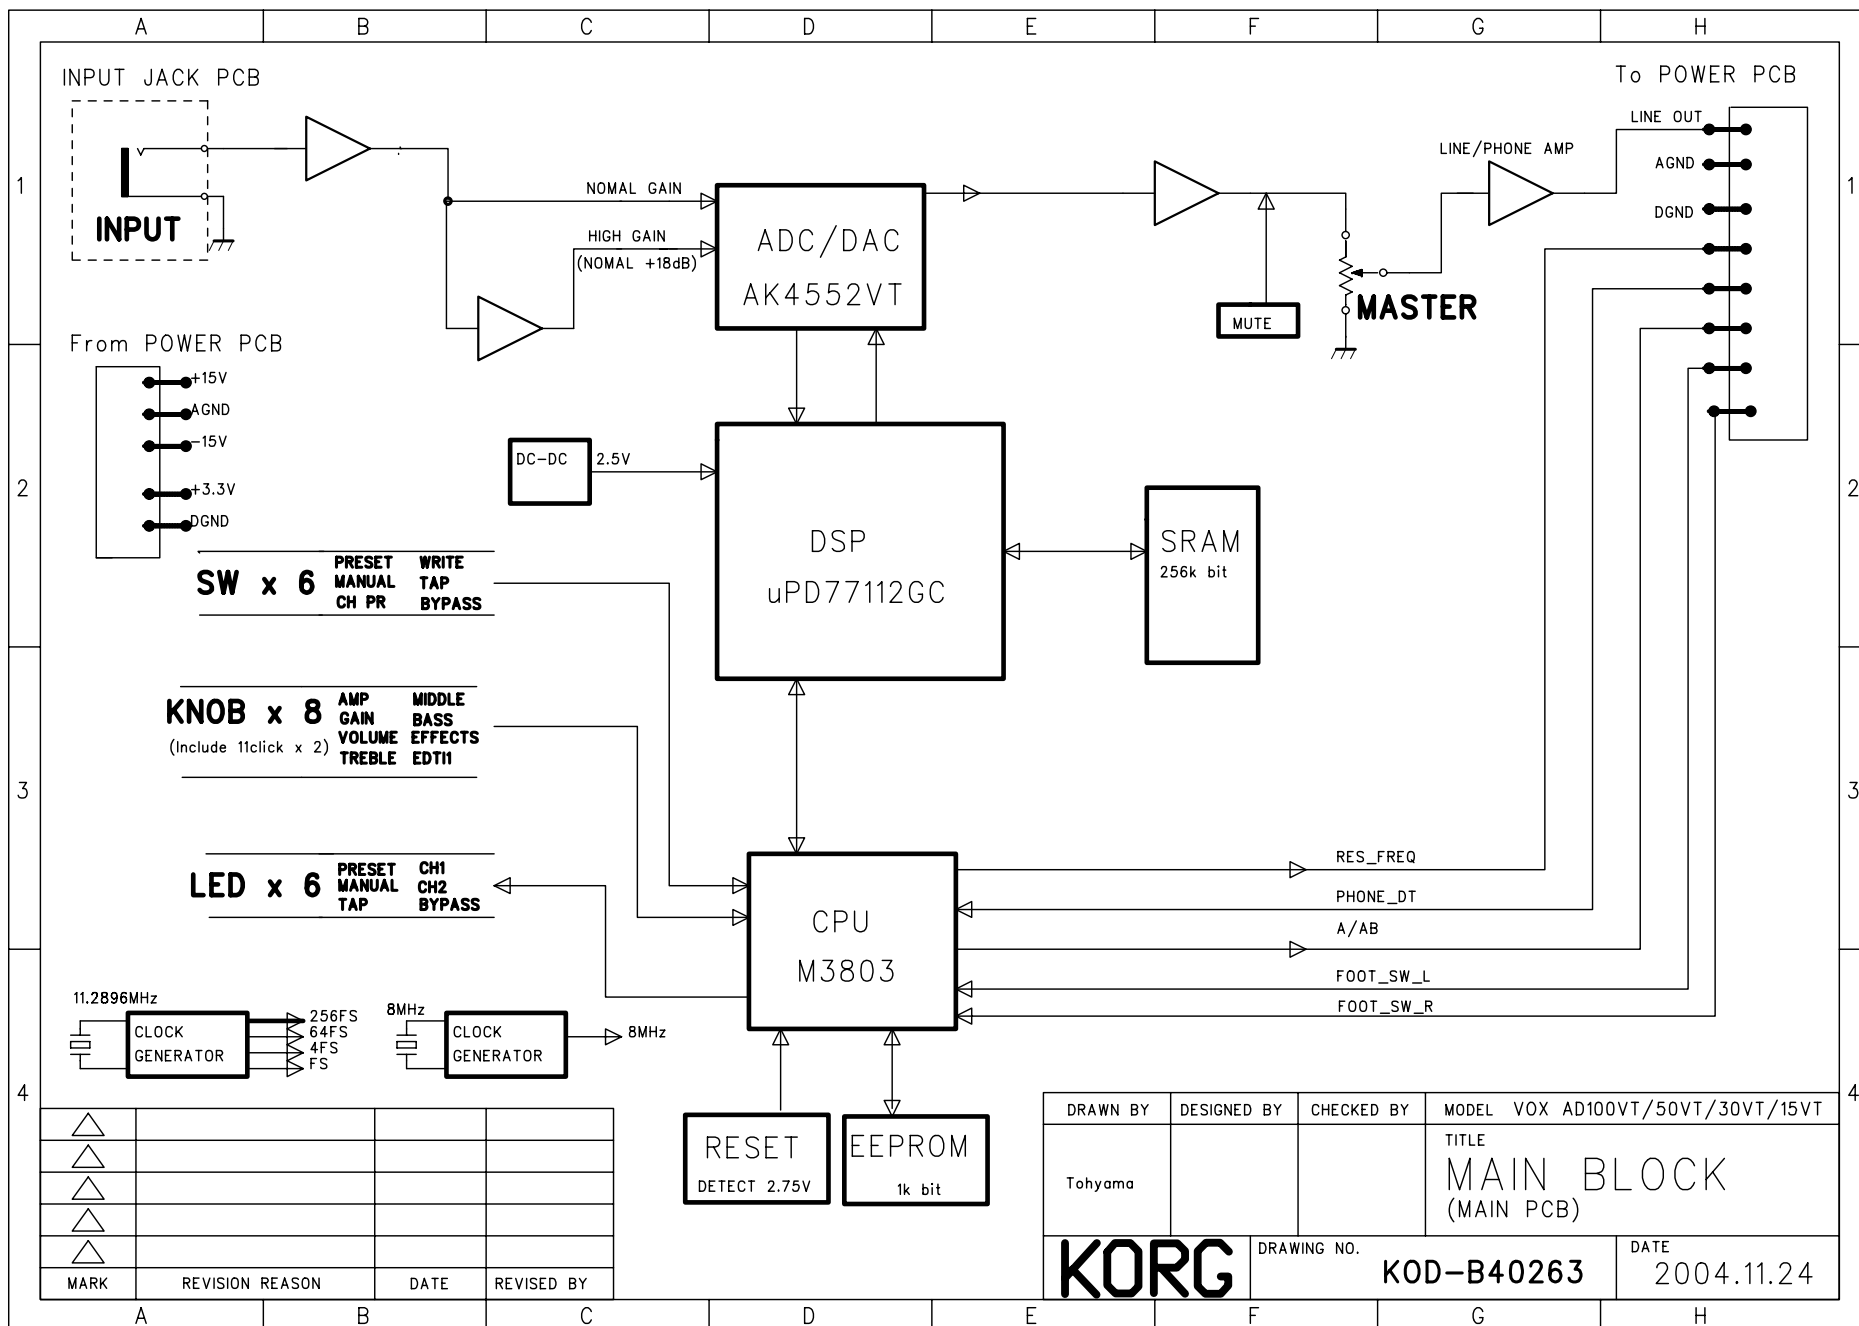 A B C D E F G H
INPUT JACK PCB
To POWER PCB
LINE OUT
LINE/PHONE AMP
AGND
1
1
NOMAL GAIN
DGND
INPUT
HIGH GAIN
(NOMAL +18dB)
ADC/DAC
AK4552VT
MUTE
MASTER
From POWER PCB
+15V
AGND
-15V
+3.3V
DGND
DC-DC
2.5V
2
2
DSP
uPD77112GC
SRAM
256k bit
SW x 6
PRESET WRITE
MANUAL TAP
CH PR BYPASS
KNOB x 8
(Include 11click x 2)
AMP MIDDLE
GAIN BASS
VOLUME EFFECTS
TREBLE EDTI1
3
3
LED x 6
PRESET CH1
MANUAL CH2
TAP BYPASS
CPU
M3803
RES_FREQ
PHONE_DT
A/AB
FOOT_SW_L
FOOT_SW_R
11.2896MHz
CLOCK
GENERATOR
256FS
64FS
4FS
FS
8MHz
CLOCK
GENERATOR
8MHz
4
4
RESET
DETECT 2.75V
EEPROM
1k bit
MARK REVISION REASON DATE REVISED BY
DRAWN BY DESIGNED BY CHECKED BY MODEL VOX AD100VT/50VT/30VT/15VT
Tohyama
TITLE
MAIN BLOCK
(MAIN PCB)
KORG
DRAWING NO.
KOD-B40263
DATE
2004.11.24
A B C D E F G H